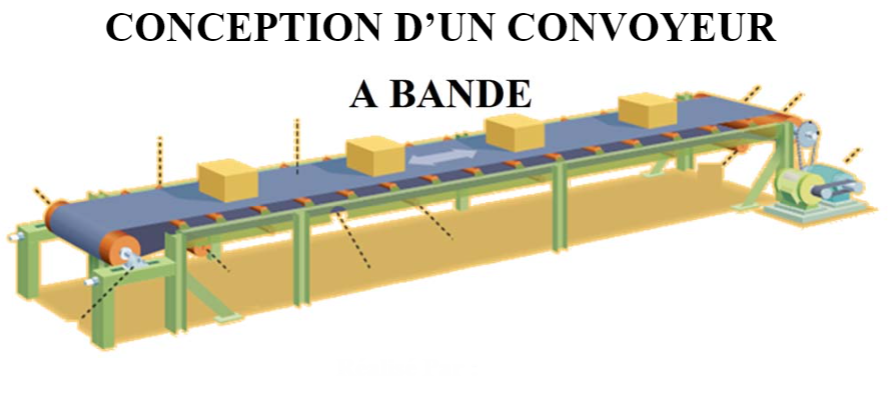 CONCEPTION D’UN CONVOYEUR
A BANDE